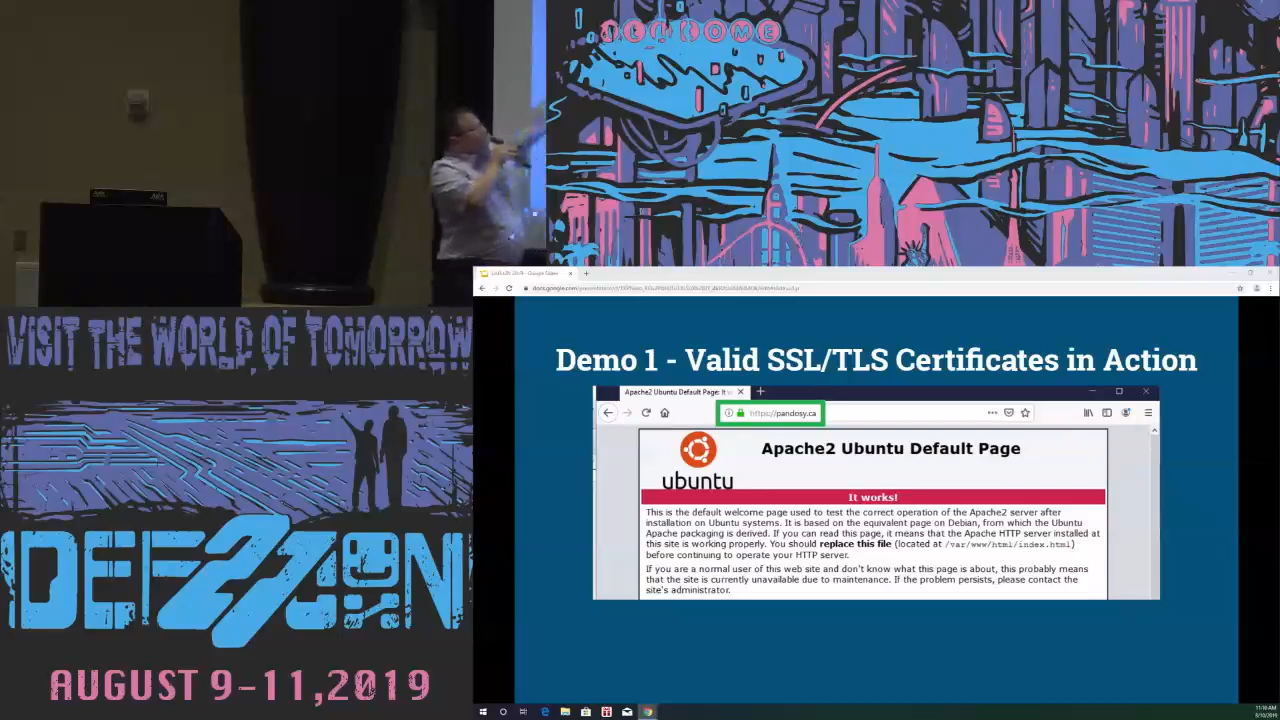 WELCOME
VISIT THE WORLD OF TOMORROW
DEF CON
27
AUGUST 9-11,2019
Demo 1 - Valid SSL/TLS Certificates in Action
Apache2 Ubuntu Default Page: It w
https://pandosy.ca
ubuntu
Apache2 Ubuntu Default Page
It works!
This is the default welcome page used to test the correct operation of the Apache2 server after
installation on Ubuntu systems. It is based on the equivalent page on Debian, from which the Ubuntu
Apache packaging is derived. If you can read this page, it means that the Apache HTTP server installed at
this site is working properly. You should replace this file (located at /var/www/html/index.html)
before continuing to operate your HTTP server.
If you are a normal user of this web site and don't know what this page is about, this probably means
that the site is currently unavailable due to maintenance. If the problem persists, please contact the
site's administrator.
11:16 AM